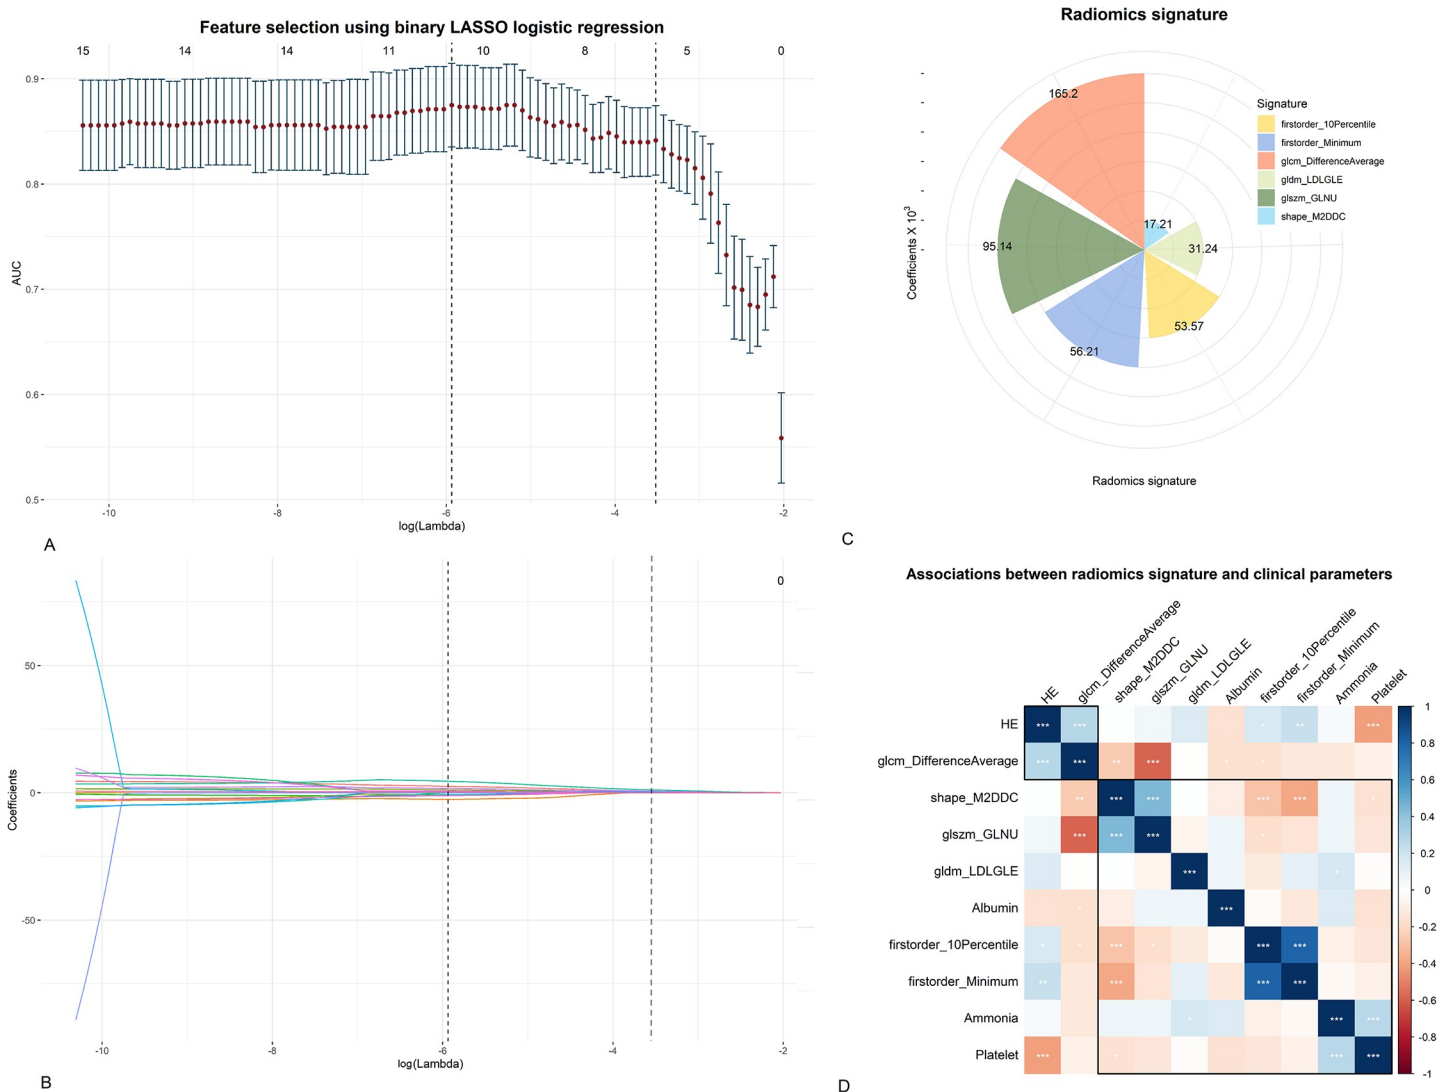 Feature selection using binary LASSO logistic regression
15 14 14 11 10 8 5 0
0.9
0.8
0.7
0.6
0.5
AUC
-10 -8 -6 -4 -2
log(Lambda)
A
Radiomics signature
165.2
17.21
31.24
95.14
53.57
56.21
Coefficients X 10³
Signature
firstorder_10Percentile
firstorder_Minimum
glcm_DifferenceAverage
gldm_LDLGLE
glszm_GLNU
shape_M2DDC
Radomics signature
C
0
50
0
-50
Coefficients
-10 -8 -6 -4 -2
log(Lambda)
B
Associations between radiomics signature and clinical parameters
HE
glcm_DifferenceAverage
shape_M2DDC
glszm_GLNU
gldm_LDLGLE
Albumin
firstorder_10Percentile
firstorder_Minimum
Ammonia
Platelet
HE *** *** * ** ***
glcm_DifferenceAverage *** *** ** *** * *
shape_M2DDC ** *** *** *** *** *
glszm_GLNU *** *** *** *
gldm_LDLGLE *** *
Albumin * ***
firstorder_10Percentile * * *** * *** ***
firstorder_Minimum ** *** *** ***
Ammonia * *** ***
Platelet *** * *** ***
1
0.8
0.6
0.4
0.2
0
-0.2
-0.4
-0.6
-0.8
-1
D